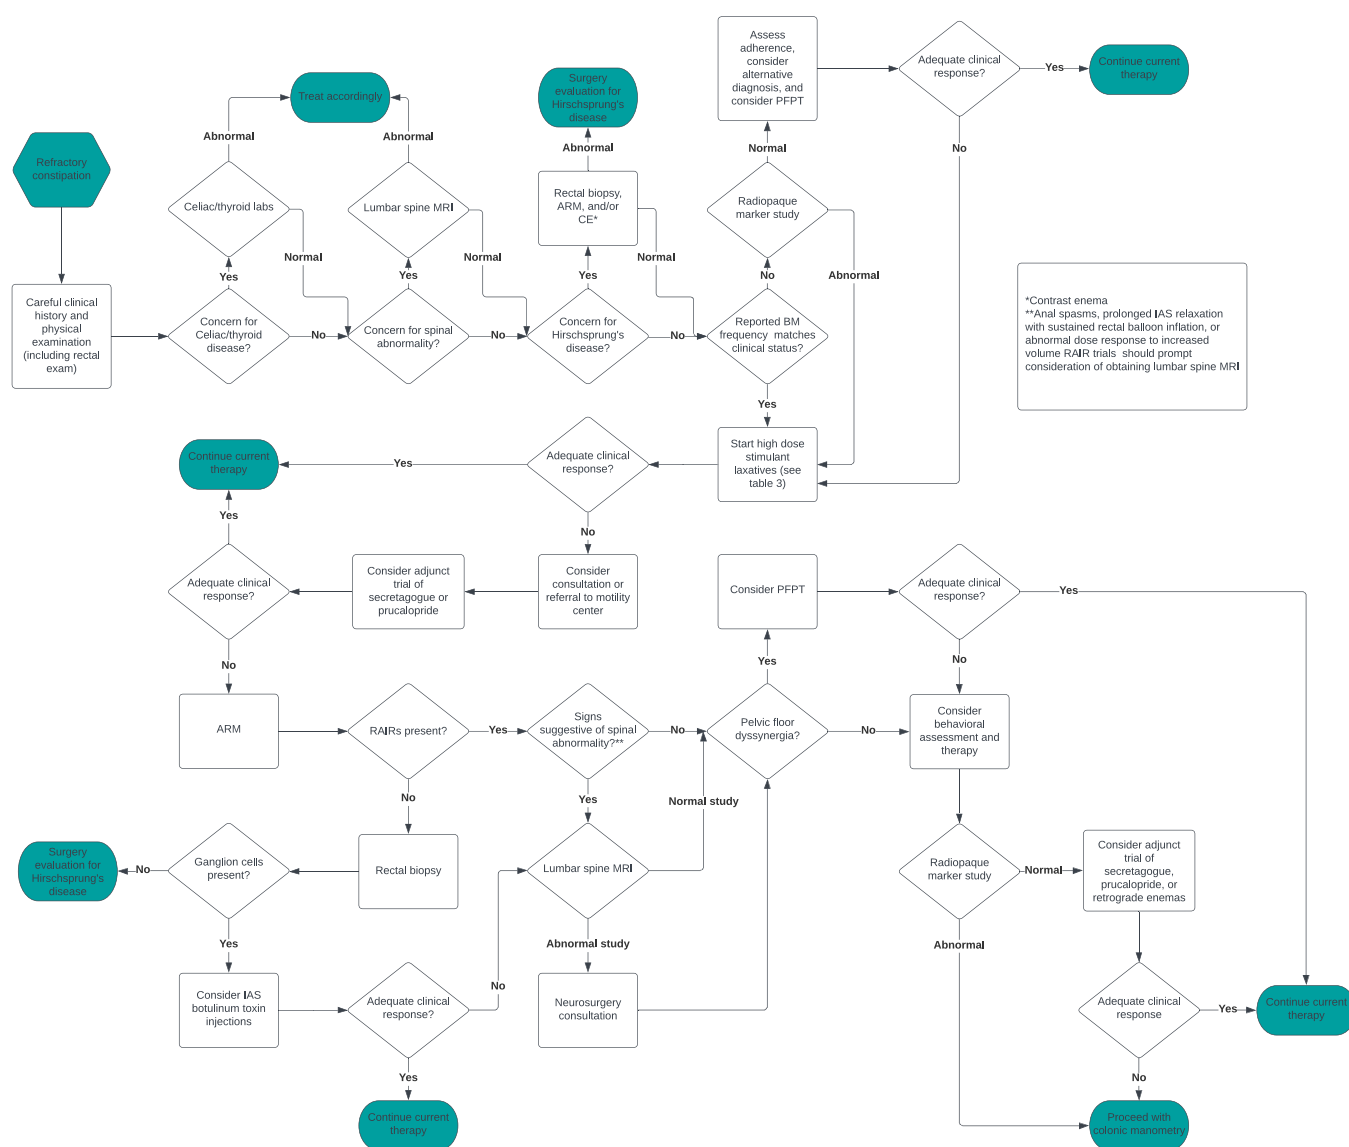 Assess
adherence,
consider
alternative
diagnosis, and
consider PFPT
Adequate clinical
response?
Yes
Continue current
therapy
Surgery
evaluation for
Hirschsprung's
disease
Treat accordingly
Abnormal
Abnormal
Abnormal
Normal
No
Refractory
constipation
Celiac/thyroid labs
Lumbar spine MRI
Rectal biopsy,
ARM, and/or
CE*
Radiopaque
marker study
Normal
Normal
Normal
Abnormal
Yes
Yes
Yes
No
Careful clinical
history and
physical
examination
(including rectal
exam)
Concern for
Celiac/thyroid
disease?
No
Concern for spinal
abnormality?
No
Concern for
Hirschsprung's
disease?
No
Reported BM
frequency matches
clinical status?
*Contrast enema
**Anal spasms, prolonged IAS relaxation
with sustained rectal balloon inflation, or
abnormal dose response to increased
volume RAIR trials should prompt
consideration of obtaining lumbar spine MRI
Yes
Continue current
therapy
Yes
Adequate clinical
response?
Start high dose
stimulant
laxatives (see
table 3)
Yes
No
Adequate clinical
response?
Consider adjunct
trial of
secretagogue or
prucalopride
Consider
consultation or
referral to motility
center
Consider PFPT
Adequate clinical
response?
Yes
No
Yes
No
ARM
RAIRs present?
Yes
Signs
suggestive of spinal
abnormality?**
No
Pelvic floor
dyssynergia?
No
Consider
behavioral
assessment and
therapy
No
Yes
Normal study
Surgery
evaluation for
Hirschsprung's
disease
No
Ganglion cells
present?
Rectal biopsy
Lumbar spine MRI
Radiopaque
marker study
Normal
Consider adjunct
trial of
secretagogue,
prucalopride, or
retrograde enemas
Yes
No
Abnormal study
Abnormal
Consider IAS
botulinum toxin
injections
Adequate clinical
response?
Neurosurgery
consultation
Adequate clinical
response
Yes
Continue current
therapy
Yes
No
Continue current
therapy
Proceed with
colonic manometry